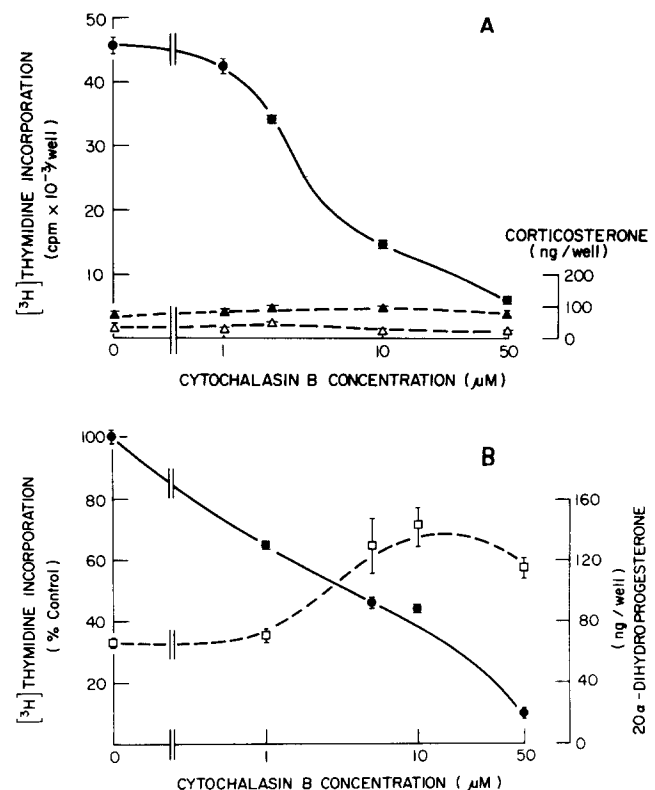 A
[³H] THYMIDINE INCORPORATION
(cpm x 10⁻³/well)
50
40
30
20
10
CORTICOSTERONE
(ng/well)
200
100
0
0
1
10
50
CYTOCHALASIN B CONCENTRATION (µM)
B
[³H] THYMIDINE INCORPORATION
(% Control)
100
80
60
40
20
160
120
80
40
0
(ng/well)
20α-DIHYDROPROGESTERONE
0
1
10
50
CYTOCHALASIN B CONCENTRATION (µM)